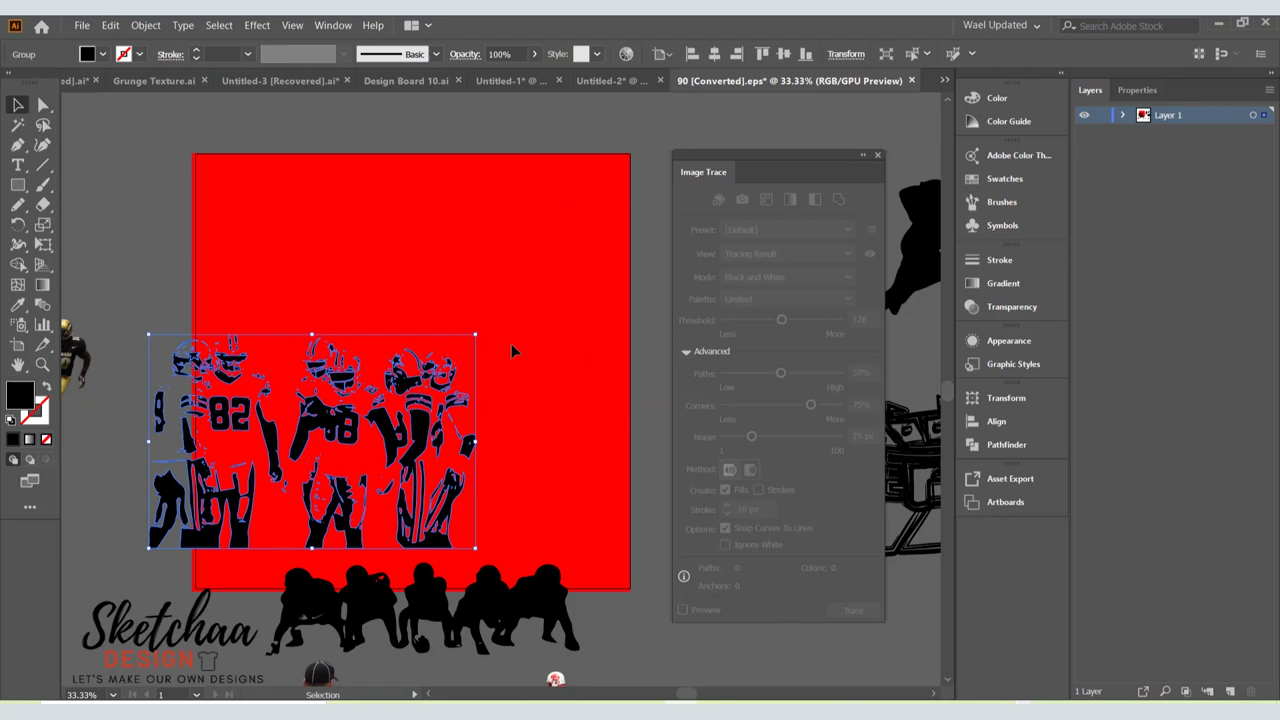 Ai File Edit Object Type Select Effect View Window Help Wael Updated Search Adobe Stock
Group Stroke: Basic Opacity: 100% Style: Transform
ed].ai* × Grunge Texture.ai × Untitled-3 [Recovered].ai* × Design Board 10.ai × Untitled-1* @ ... × Untitled-2* @ ... × 90 [Converted].eps* @ 33.33% (RGB/GPU Preview) ×
Layers Properties
Layer 1
Color
Color Guide
Adobe Color Th...
Swatches
Brushes
Symbols
Stroke
Gradient
Transparency
Appearance
Graphic Styles
Transform
Align
Pathfinder
Asset Export
Artboards
Image Trace
Preset: [Default]
View: Tracing Result
Mode: Black and White
Palette: Limited
Threshold: 128
Less More
Advanced
Paths: 50%
Low High
Corners: 75%
Less More
Noise: 25 px
1 100
Method:
Create: Fills Strokes
Stroke: 10 px
Options: Snap Curves To Lines
Ignore White
Paths: 0 Colors: 0
Anchors: 0
Preview Trace
82
Sketchaa
DESIGN
LET'S MAKE OUR OWN DESIGNS
33.33% 1 Selection
1 Layer